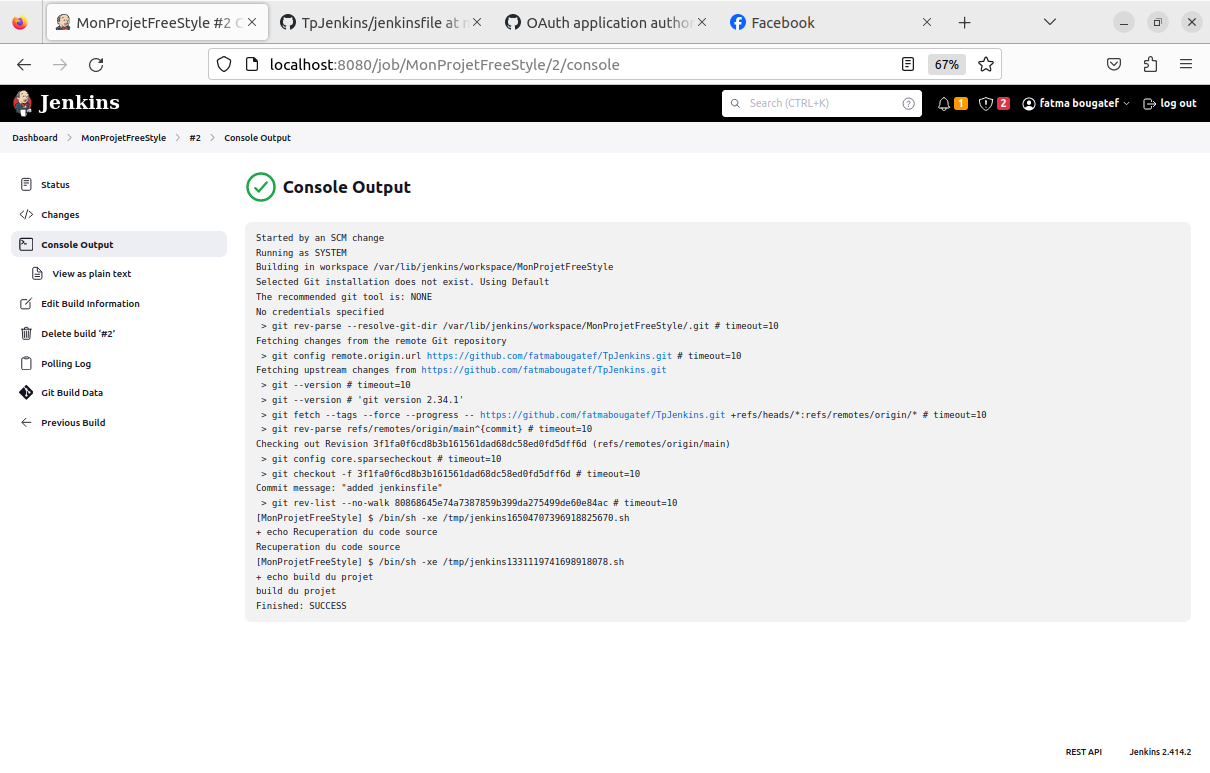 MonProjetFreeStyle #2 C
TpJenkins/jenkinsfile at
OAuth application author
Facebook
localhost:8080/job/MonProjetFreeStyle/2/console
67%
Jenkins
Search (CTRL+K)
1
2
fatma bougatef
log out
Dashboard
MonProjetFreeStyle
#2
Console Output
Status
Changes
Console Output
View as plain text
Edit Build Information
Delete build ‘#2’
Polling Log
Git Build Data
Previous Build
Console Output
Started by an SCM change
Running as SYSTEM
Building in workspace /var/lib/jenkins/workspace/MonProjetFreeStyle
Selected Git installation does not exist. Using Default
The recommended git tool is: NONE
No credentials specified
> git rev-parse --resolve-git-dir /var/lib/jenkins/workspace/MonProjetFreeStyle/.git # timeout=10
Fetching changes from the remote Git repository
> git config remote.origin.url https://github.com/fatmabougatef/TpJenkins.git # timeout=10
Fetching upstream changes from https://github.com/fatmabougatef/TpJenkins.git
> git --version # timeout=10
> git --version # 'git version 2.34.1'
> git fetch --tags --force --progress -- https://github.com/fatmabougatef/TpJenkins.git +refs/heads/*:refs/remotes/origin/* # timeout=10
> git rev-parse refs/remotes/origin/main^{commit} # timeout=10
Checking out Revision 3f1fa0f6cd8b3b161561dad68dc58ed0fd5dff6d (refs/remotes/origin/main)
> git config core.sparsecheckout # timeout=10
> git checkout -f 3f1fa0f6cd8b3b161561dad68dc58ed0fd5dff6d # timeout=10
Commit message: "added jenkinsfile"
> git rev-list --no-walk 80868645e74a7387859b399da275499de60e84ac # timeout=10
[MonProjetFreeStyle] $ /bin/sh -xe /tmp/jenkins16504707396918825670.sh
+ echo Recuperation du code source
Recuperation du code source
[MonProjetFreeStyle] $ /bin/sh -xe /tmp/jenkins1331119741698918078.sh
+ echo build du projet
build du projet
Finished: SUCCESS
REST API
Jenkins 2.414.2